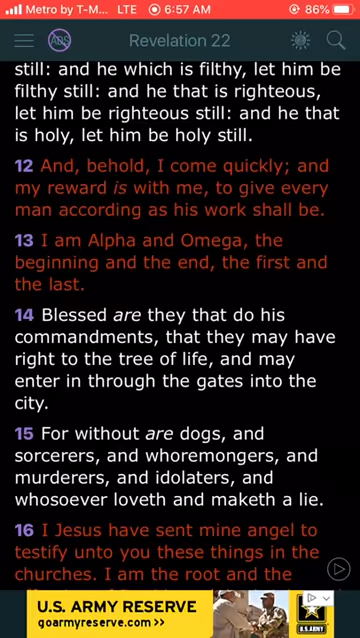 Metro by T-M... LTE 6:57 AM 86%
ABS Revelation 22
still: and he which is filthy, let him be
filthy still: and he that is righteous,
let him be righteous still: and he that
is holy, let him be holy still.
12 And, behold, I come quickly; and
my reward is with me, to give every
man according as his work shall be.
13 I am Alpha and Omega, the
beginning and the end, the first and
the last.
14 Blessed are they that do his
commandments, that they may have
right to the tree of life, and may
enter in through the gates into the
city.
15 For without are dogs, and
sorcerers, and whoremongers, and
murderers, and idolaters, and
whosoever loveth and maketh a lie.
16 I Jesus have sent mine angel to
testify unto you these things in the
churches. I am the root and the
U.S. ARMY RESERVE
goarmyreserve.com >>
U.S.ARMY